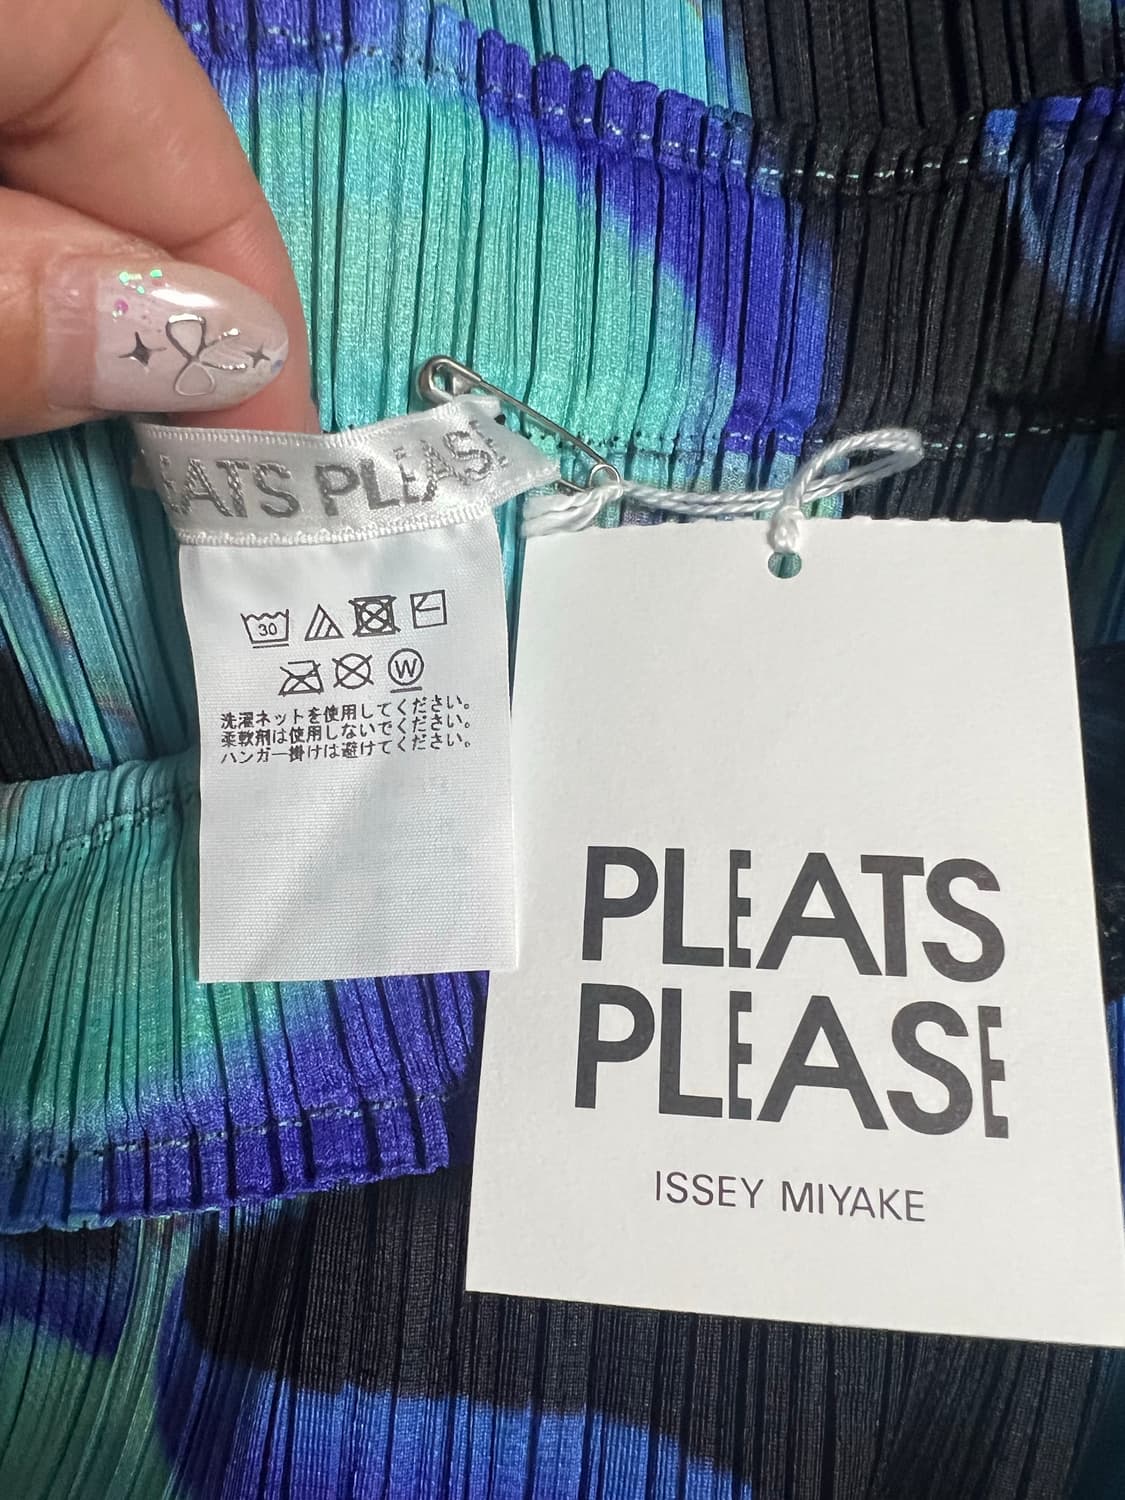 EATS PLEASE
30
W
洗濯ネットを使用してください。
柔軟剤は使用しないでください。
ハンガー掛けは避けてください。
PLEATS
PLEASE
ISSEY MIYAKE